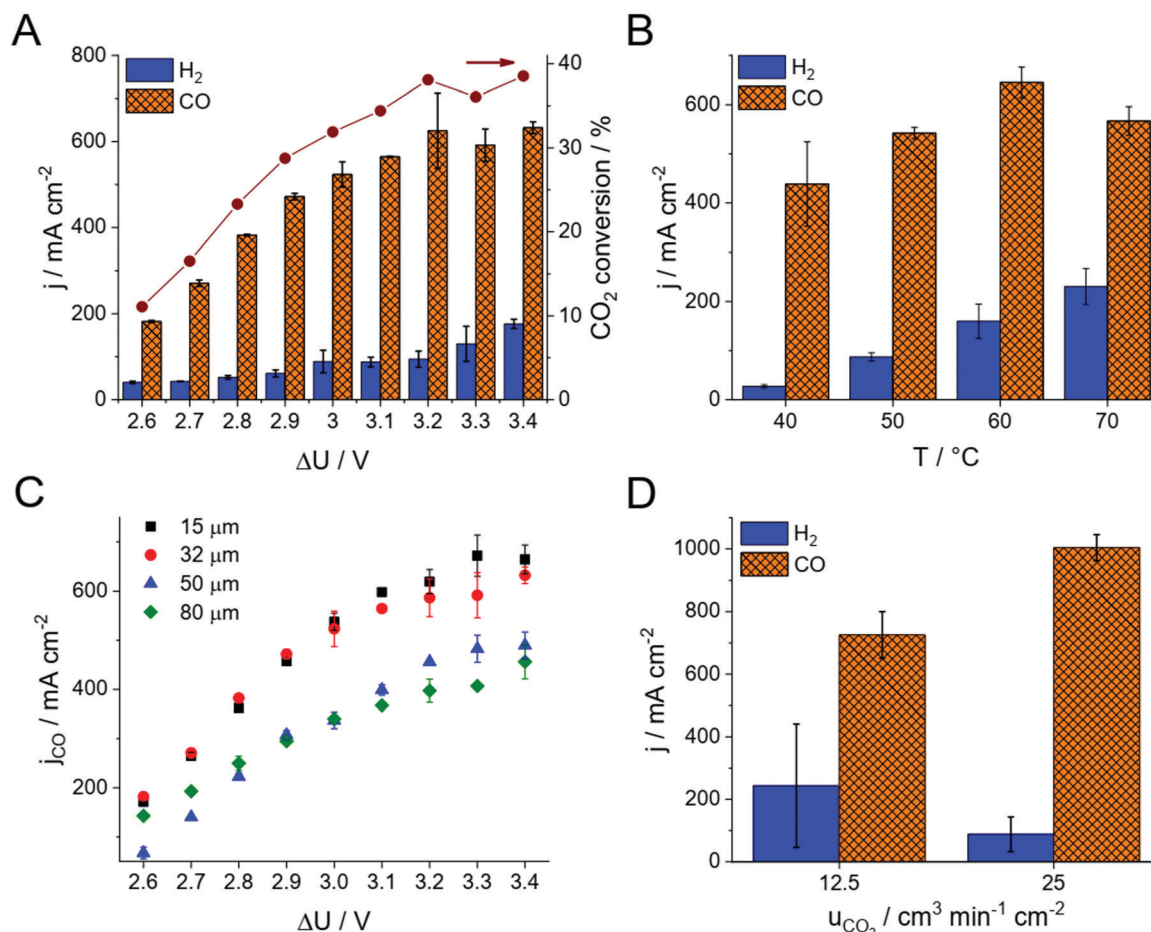 A
H2
CO
800
600
400
200
0
j / mA cm-2
40
30
20
10
0
CO2 conversion / %
2.6 2.7 2.8 2.9 3 3.1 3.2 3.3 3.4
ΔU / V
B
H2
CO
600
400
200
0
j / mA cm-2
40 50 60 70
T / °C
C
15 μm
32 μm
50 μm
80 μm
600
400
200
jCO / mA cm-2
2.6 2.7 2.8 2.9 3.0 3.1 3.2 3.3 3.4
ΔU / V
D
H2
CO
1000
800
600
400
200
0
j / mA cm-2
12.5 25
uCO2 / cm3 min-1 cm-2